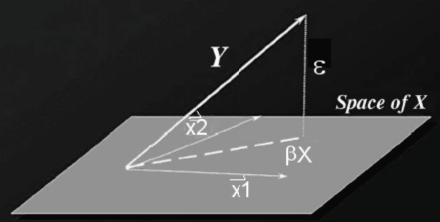 Y
ε
Space of X
x2
βX
x1